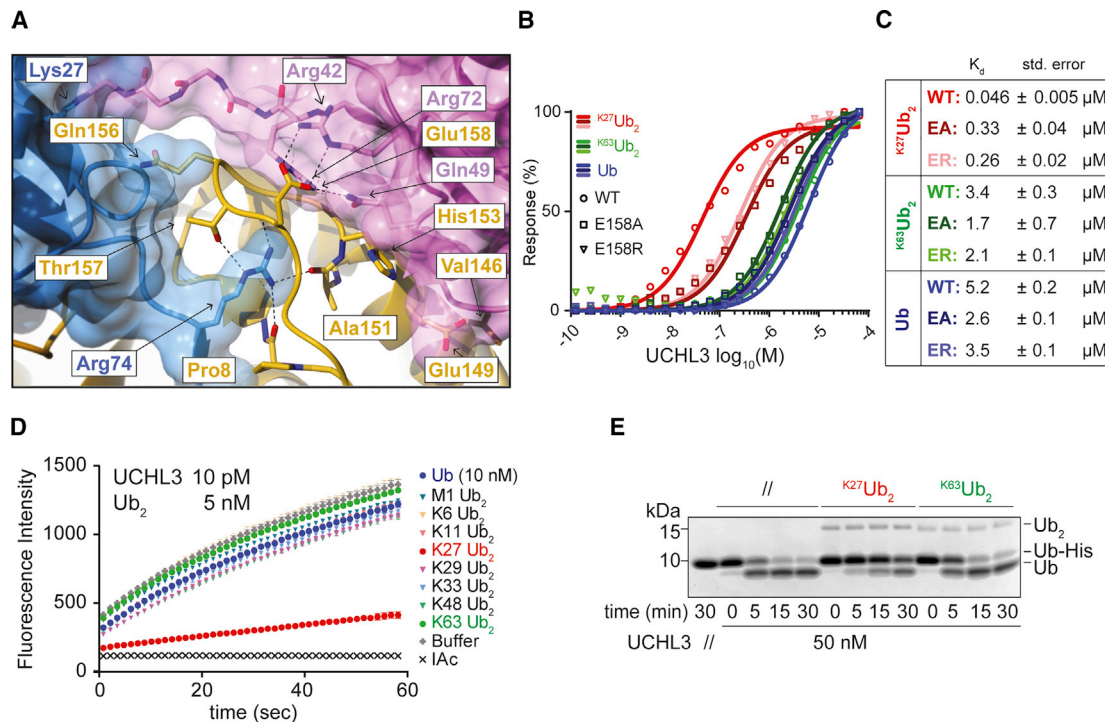 A
Lys27
Arg42
Arg72
Gln156
Glu158
Gln49
His153
Thr157
Val146
Ala151
Arg74
Pro8
Glu149
B
Response (%)
100
80
60
40
20
0
K27Ub2
K63Ub2
Ub
WT
E158A
E158R
-10 -9 -8 -7 -6 -5 -4
UCHL3 log10(M)
C
Kd std. error
K27Ub2
WT: 0.046 ± 0.005 µM
EA: 0.33 ± 0.04 µM
ER: 0.26 ± 0.02 µM
K63Ub2
WT: 3.4 ± 0.3 µM
EA: 1.7 ± 0.7 µM
ER: 2.1 ± 0.1 µM
Ub
WT: 5.2 ± 0.2 µM
EA: 2.6 ± 0.1 µM
ER: 3.5 ± 0.1 µM
D
Fluorescence Intensity
1500
1000
500
0
UCHL3 10 pM
Ub2 5 nM
Ub (10 nM)
M1 Ub2
K6 Ub2
K11 Ub2
K27 Ub2
K29 Ub2
K33 Ub2
K48 Ub2
K63 Ub2
Buffer
IAc
0 20 40 60
time (sec)
E
// K27Ub2 K63Ub2
kDa
15
10
Ub2
Ub-His
Ub
30 0 5 15 30 0 5 15 30 0 5 15 30
time (min)
UCHL3 // 50 nM